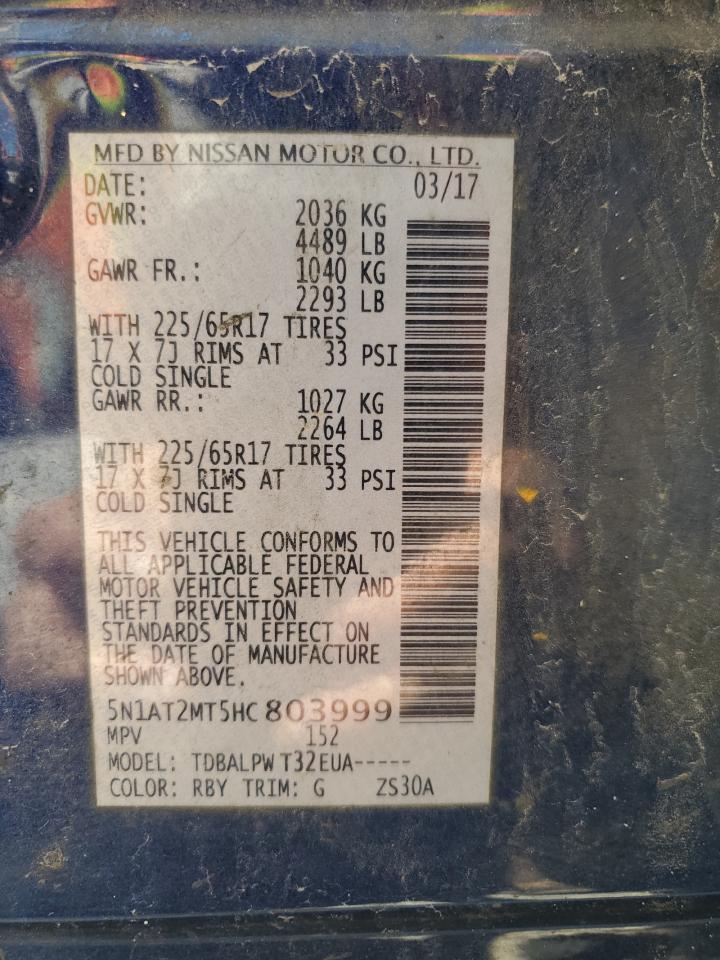 MFD BY NISSAN MOTOR CO., LTD.
DATE: 03/17
GVWR: 2036 KG
4489 LB
GAWR FR.: 1040 KG
2293 LB
WITH 225/65R17 TIRES
17 X 7J RIMS AT 33 PSI
COLD SINGLE
GAWR RR.: 1027 KG
2264 LB
WITH 225/65R17 TIRES
17 X 7J RIMS AT 33 PSI
COLD SINGLE
THIS VEHICLE CONFORMS TO
ALL APPLICABLE FEDERAL
MOTOR VEHICLE SAFETY AND
THEFT PREVENTION
STANDARDS IN EFFECT ON
THE DATE OF MANUFACTURE
SHOWN ABOVE.
5N1AT2MT5HC803999
MPV 152
MODEL: TDBALPW T32EUA-----
COLOR: RBY TRIM: G ZS30A